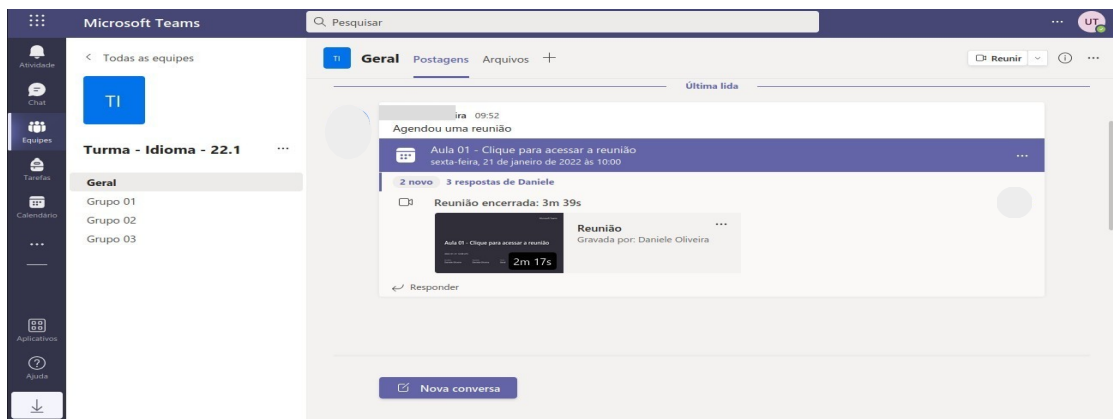 Microsoft Teams
Pesquisar
UT
Atividade
Chat
Equipes
Tarefas
Calendário
Aplicativos
Ajuda
Todas as equipes
TI
Turma - Idioma - 22.1
Geral
Grupo 01
Grupo 02
Grupo 03
TI Geral Postagens Arquivos
Reunir
Última lida
ira 09:52
Agendou uma reunião
Aula 01 - Clique para acessar a reunião
sexta-feira, 21 de janeiro de 2022 às 10:00
2 novo 3 respostas de Daniele
Reunião encerrada: 3m 39s
Aula 01 - Clique para acessar a reunião
2m 17s
Reunião
Gravada por: Daniele Oliveira
Responder
Nova conversa